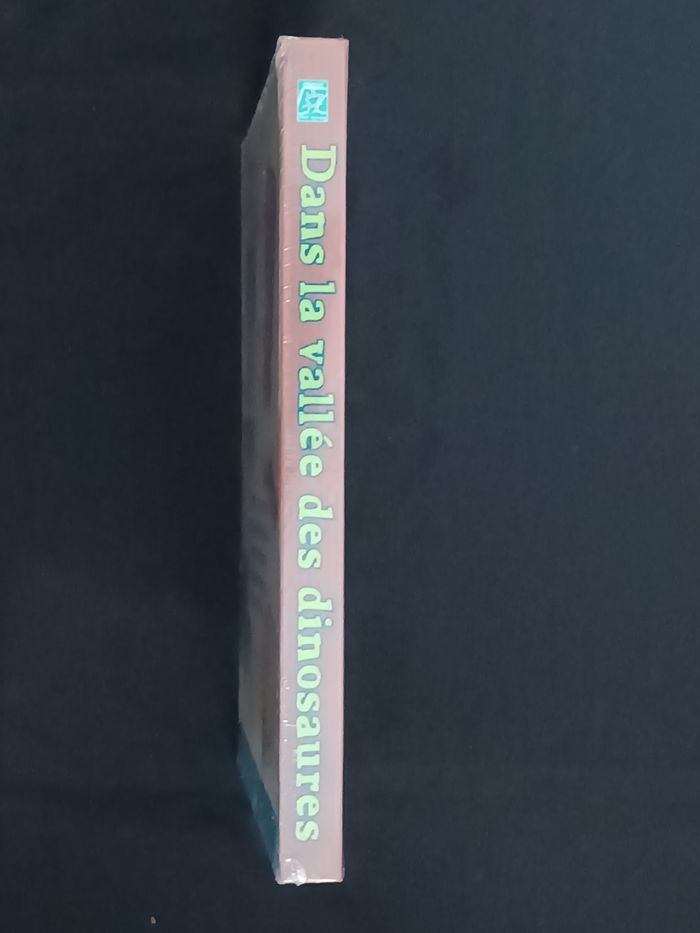 Dans la vallée des dinosaures